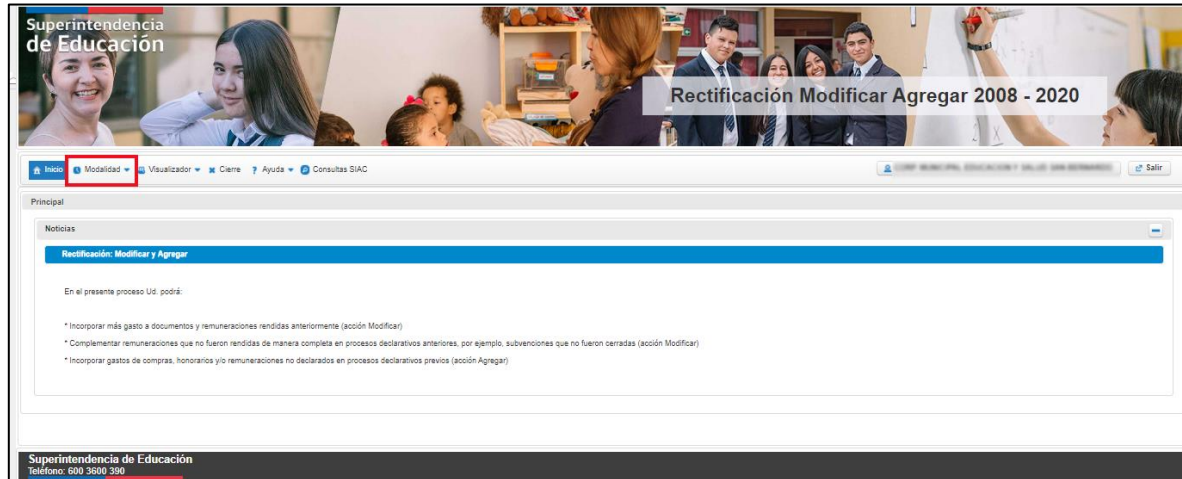 Superintendencia
de Educación
Rectificación Modificar Agregar 2008 - 2020
Inicio Modalidad Visualizador Cierre ? Ayuda Consultas SIAC
Salir
Principal
Noticias
Rectificación: Modificar y Agregar
En el presente proceso Ud. podrá:
* Incorporar más gasto a documentos y remuneraciones rendidas anteriormente (acción Modificar)
* Complementar remuneraciones que no fueron rendidas de manera completa en procesos declarativos anteriores, por ejemplo, subvenciones que no fueron cerradas (acción Modificar)
* Incorporar gastos de compras, honorarios y/o remuneraciones no declarados en procesos declarativos previos (acción Agregar)
Superintendencia de Educación
Teléfono: 600 3600 390